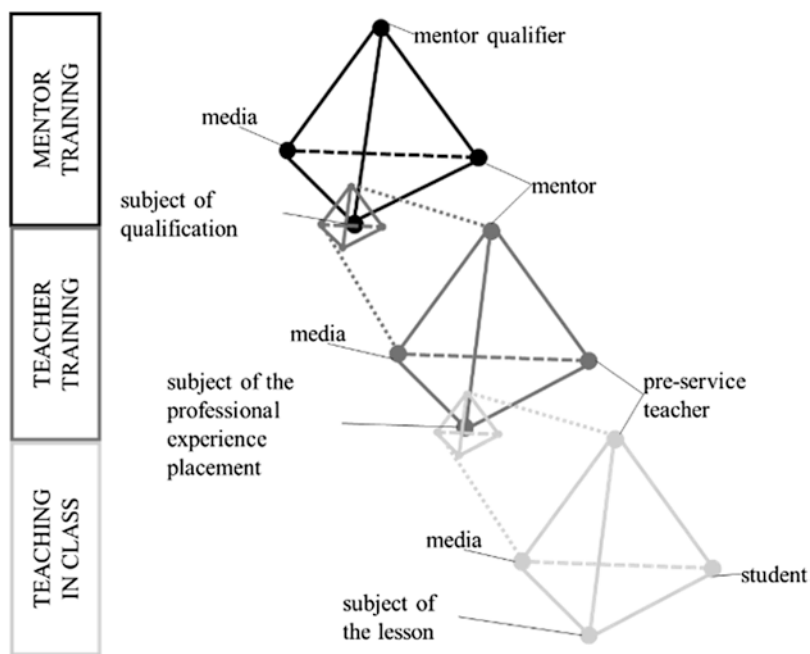 MENTOR
TRAINING
mentor qualifier
media
mentor
subject of
qualification
TEACHER
TRAINING
media
pre-service
teacher
subject of the
professional
experience
placement
TEACHING
IN CLASS
media
student
subject of
the lesson